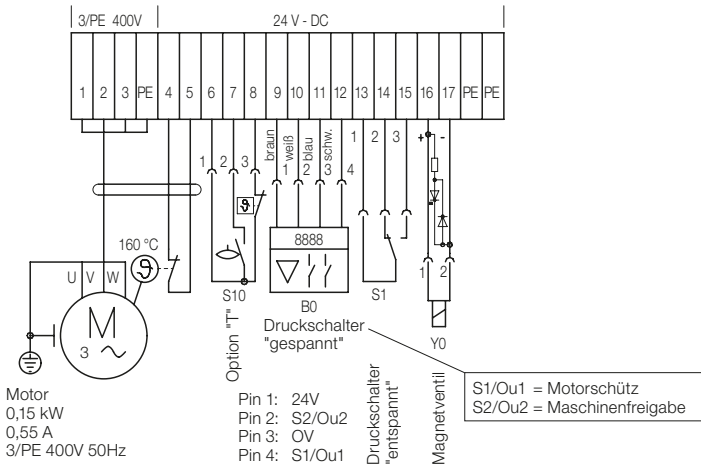 3/PE 400V
24 V - DC
1 2 3 PE 4 5 6 7 8 9 10 11 12 13 14 15 16 17 PE PE
braun
weiß
blau
schw.
1 2 3
1 2 3 4
1 2 3
+ -
160 °C
ϑ
ϑ
8888
U V W
M
3 ~
1 2
S10
B0
S1
Y0
Option "T"
Druckschalter
"gespannt"
Druckschalter
"entspannt"
Magnetventil
S1/Ou1 = Motorschütz
S2/Ou2 = Maschinenfreigabe
Motor
0,15 kW
0,55 A
3/PE 400V 50Hz
Pin 1: 24V
Pin 2: S2/Ou2
Pin 3: OV
Pin 4: S1/Ou1